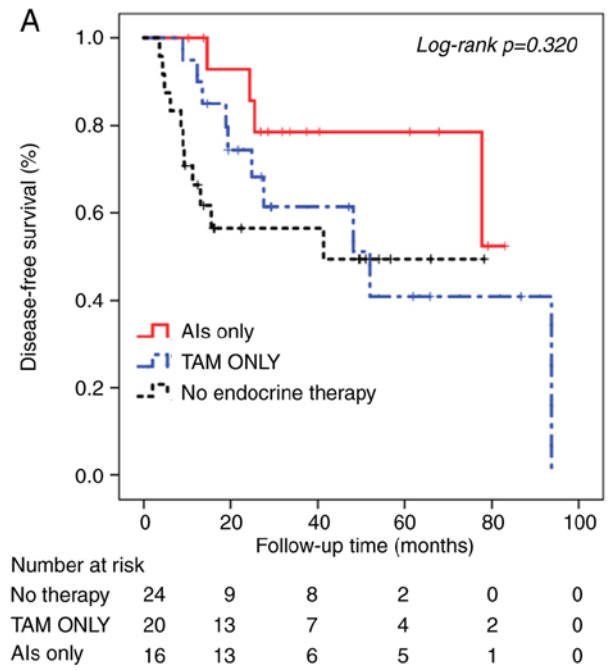 A
Log-rank p=0.320
Disease-free survival (%)
1.0
0.8
0.6
0.4
0.2
0.0
AIs only
TAM ONLY
No endocrine therapy
0 20 40 60 80 100
Follow-up time (months)
Number at risk
No therapy 24 9 8 2 0 0
TAM ONLY 20 13 7 4 2 0
AIs only 16 13 6 5 1 0